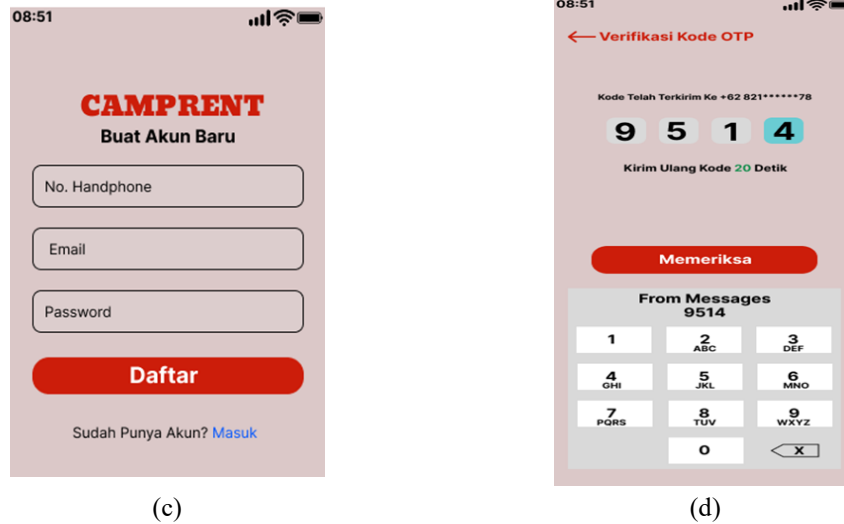 08:51
CAMPRENT
Buat Akun Baru
No. Handphone
Email
Password
Daftar
Sudah Punya Akun? Masuk
(c)
08:51
Verifikasi Kode OTP
Kode Telah Terkirim Ke +62 821******78
9 5 1 4
Kirim Ulang Kode 20 Detik
Memeriksa
From Messages
9514
1 2 3
ABC DEF
4 5 6
GHI JKL MNO
7 8 9
PQRS TUV WXYZ
0 X
(d)